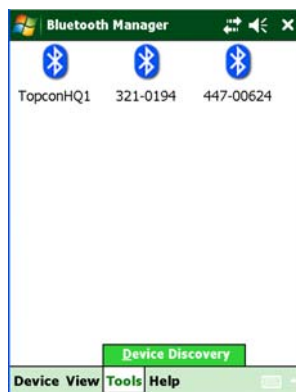 Bluetooth Manager
TopconHQ1 321-0194 447-00624
Device Discovery
Device View Tools Help